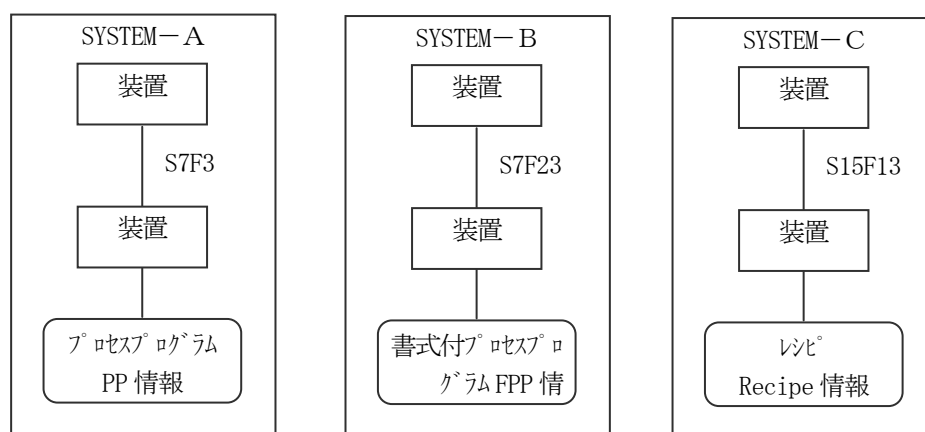 SYSTEM－A
装置
S7F3
装置
ﾌﾟﾛｾｽﾌﾟﾛｸﾞﾗﾑ
PP 情報
SYSTEM－B
装置
S7F23
装置
書式付ﾌﾟﾛｾｽﾌﾟﾛ
ｸﾞﾗﾑ FPP 情
SYSTEM－C
装置
S15F13
装置
ﾚｼﾋﾟ
Recipe 情報